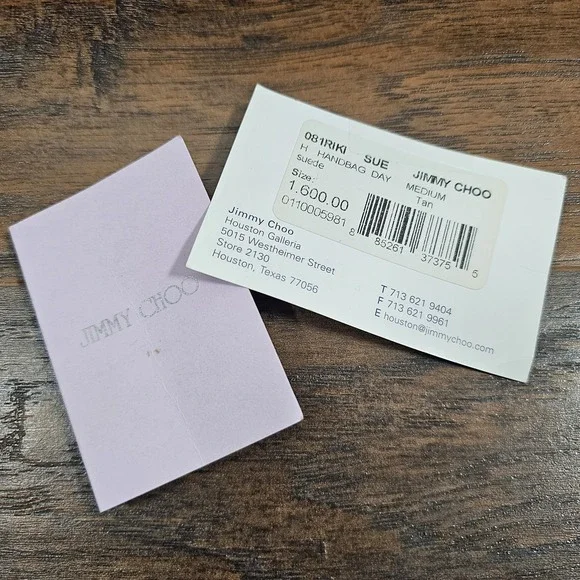 JIMMY CHOO
081RIKI SUE JIMMY CHOO
H HANDBAG DAY MEDIUM
suede Tan
Size:
1.600.00
0110005981
8 85261 37375 5
Jimmy Choo
Houston Galleria
5015 Westheimer Street
Store 2130
Houston, Texas 77056
T 713 621 9404
F 713 621 9961
E houston@jimmychoo.com